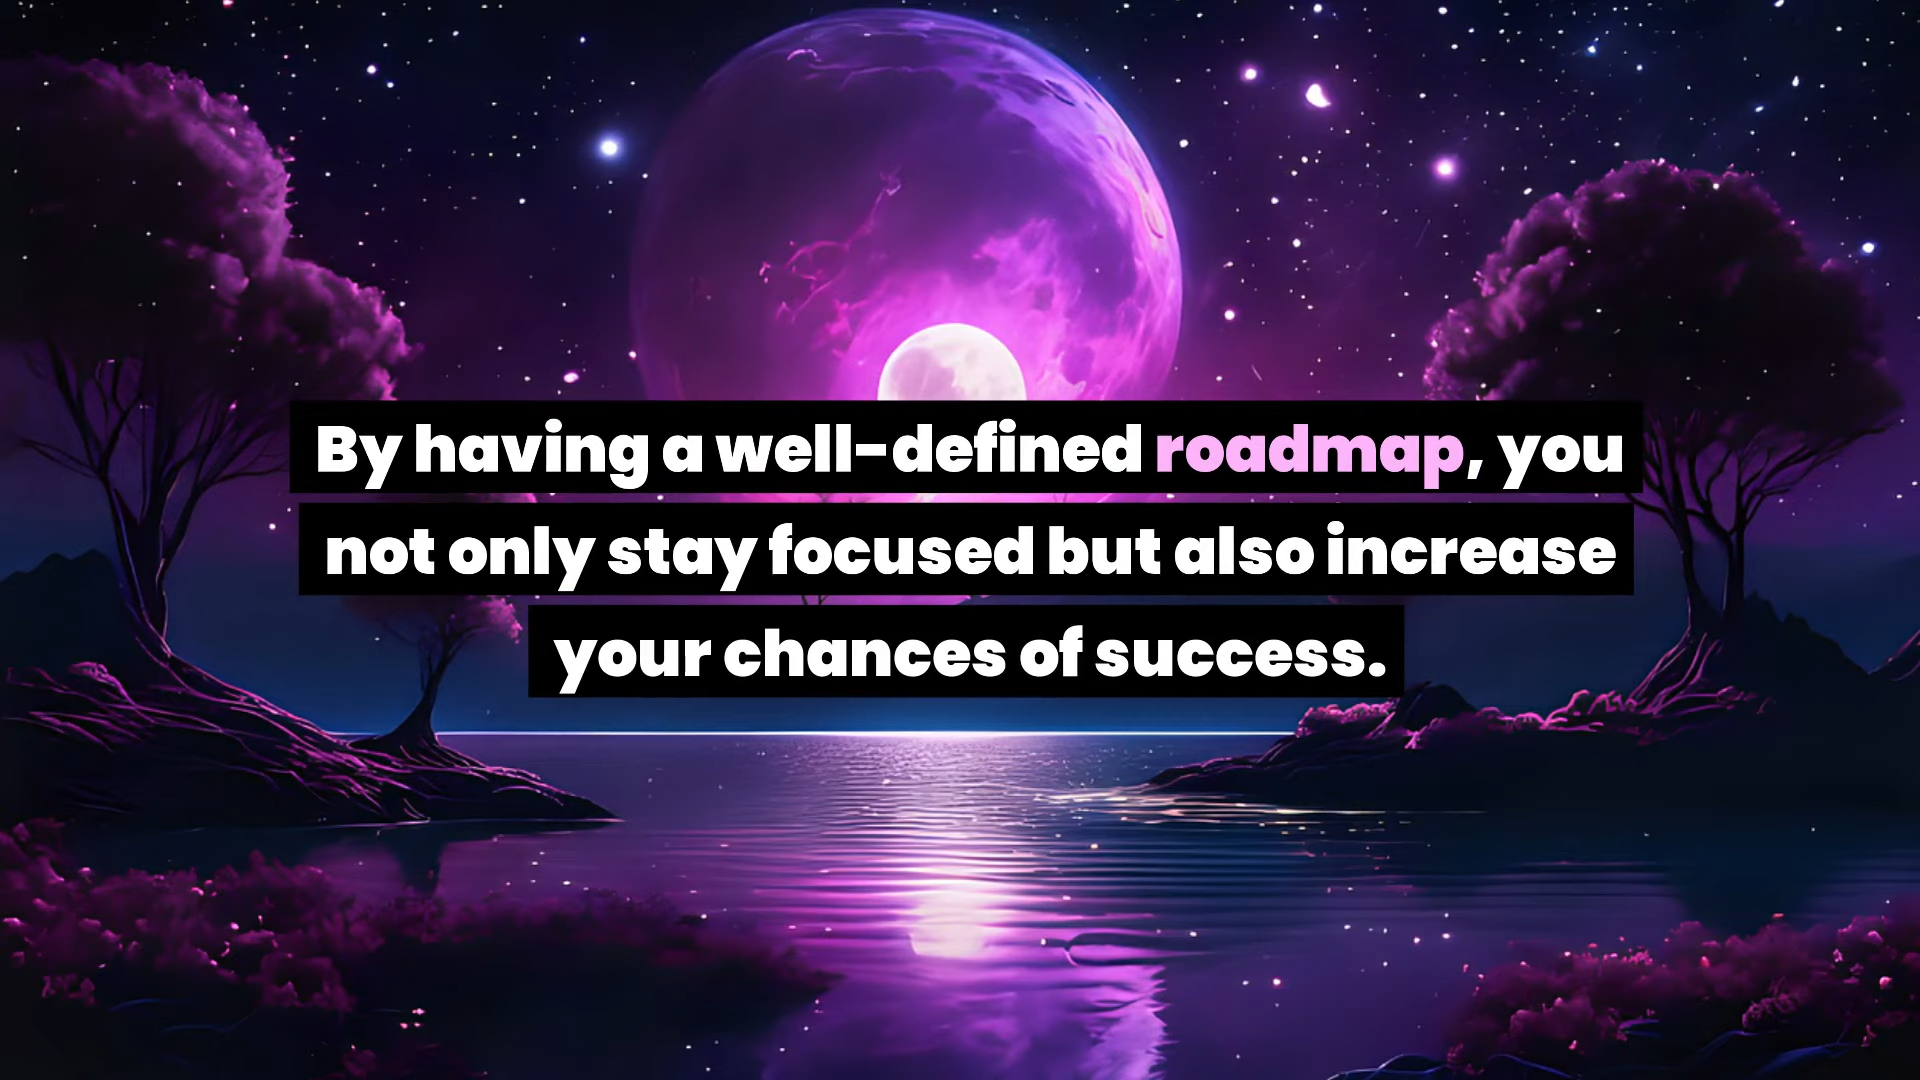 By having a well-defined roadmap, you
not only stay focused but also increase
your chances of success.